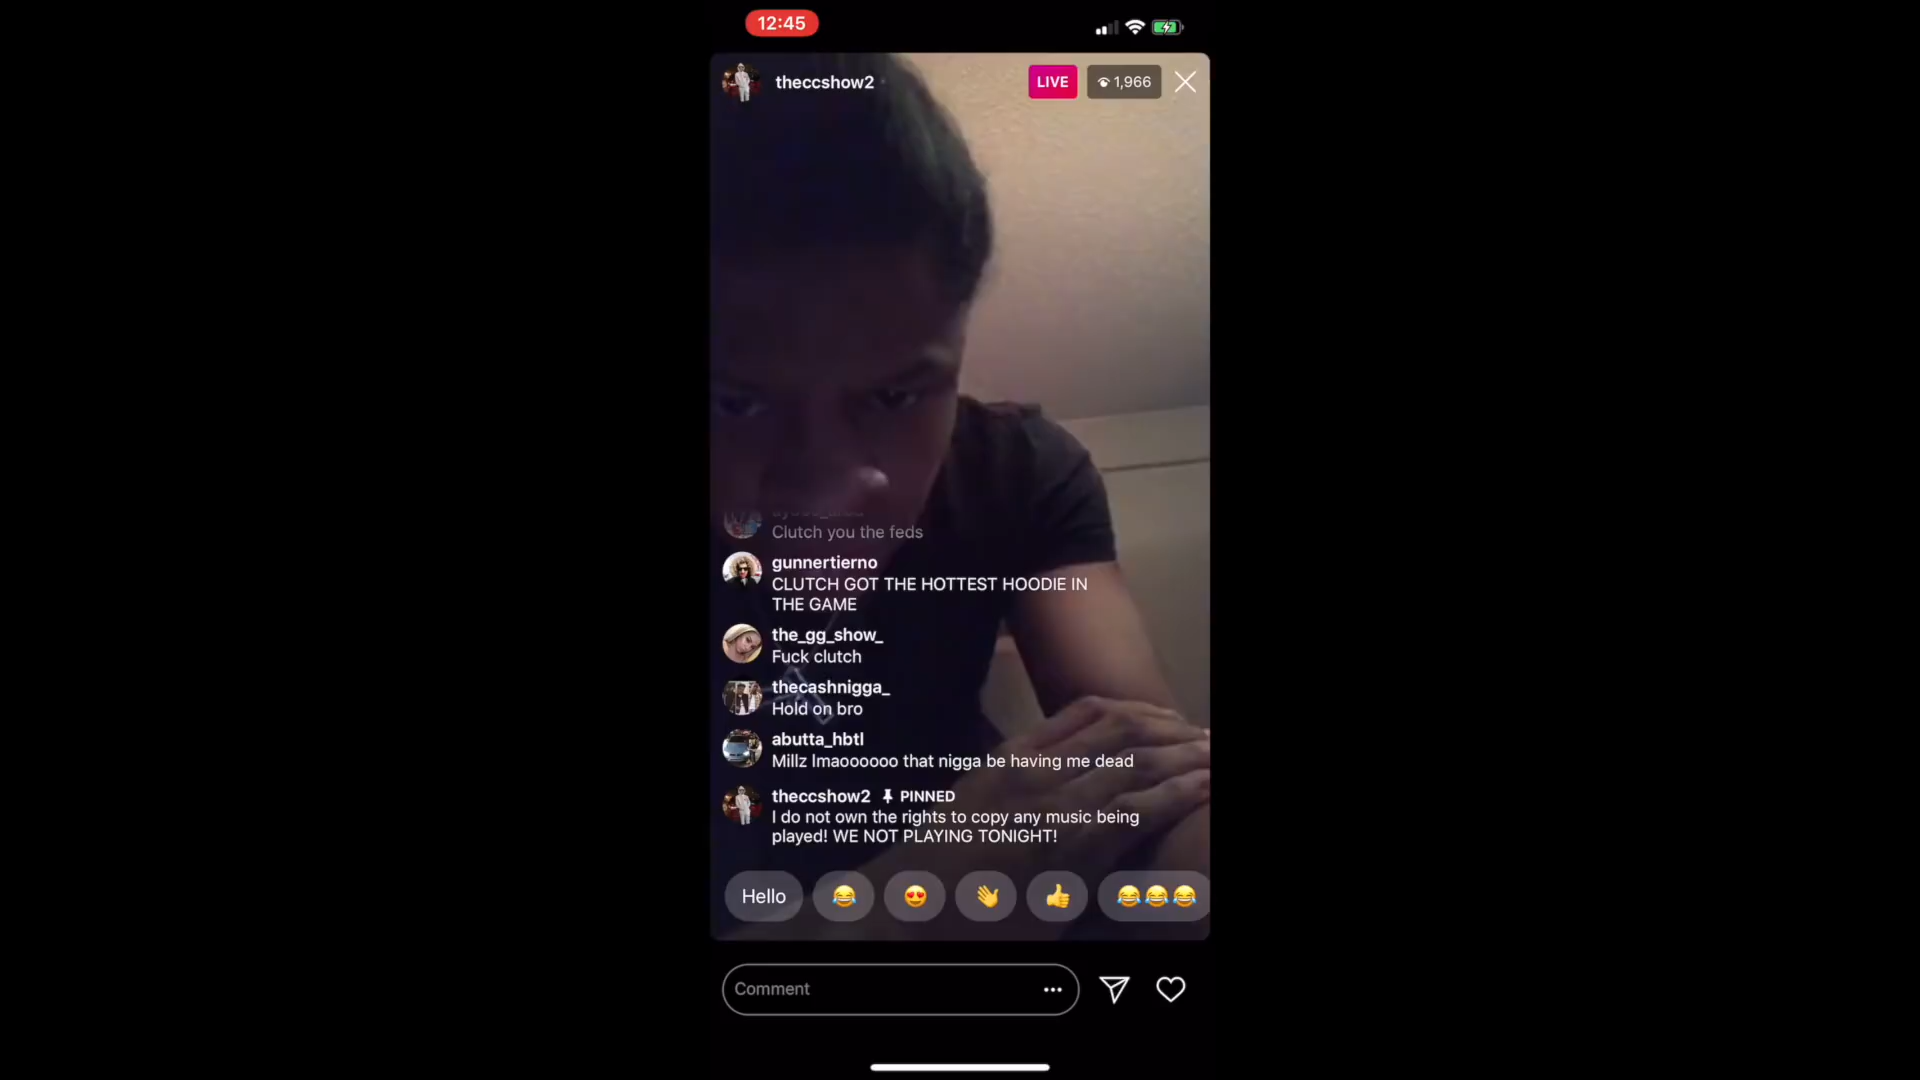 12:45
theccshow2
LIVE
1,966
Clutch you the feds
gunnertierno
CLUTCH GOT THE HOTTEST HOODIE IN
THE GAME
the_gg_show_
Fuck clutch
thecashnigga_
Hold on bro
abutta_hbtl
Millz lmaoooooo that nigga be having me dead
theccshow2 PINNED
I do not own the rights to copy any music being
played! WE NOT PLAYING TONIGHT!
Hello
Comment